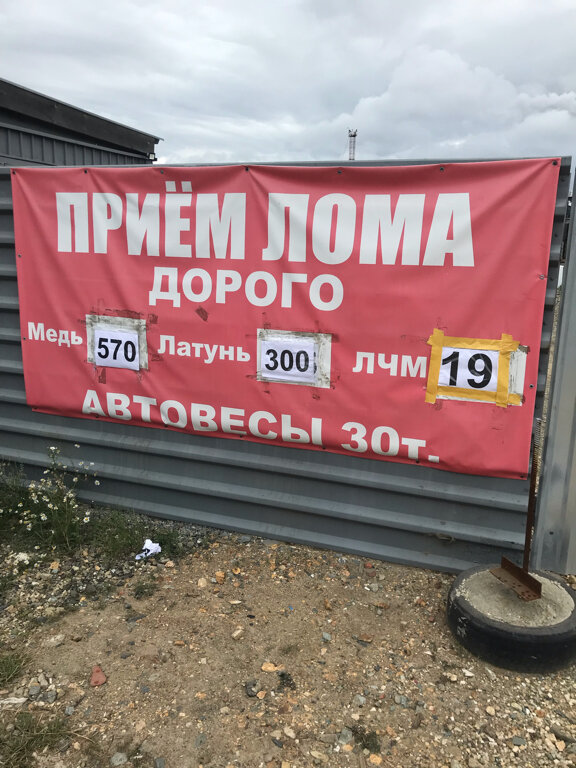 ПРИЁМ ЛОМА
ДОРОГО
Медь 570 Латунь 300 ЛЧМ 19
АВТОВЕСЫ 30т.